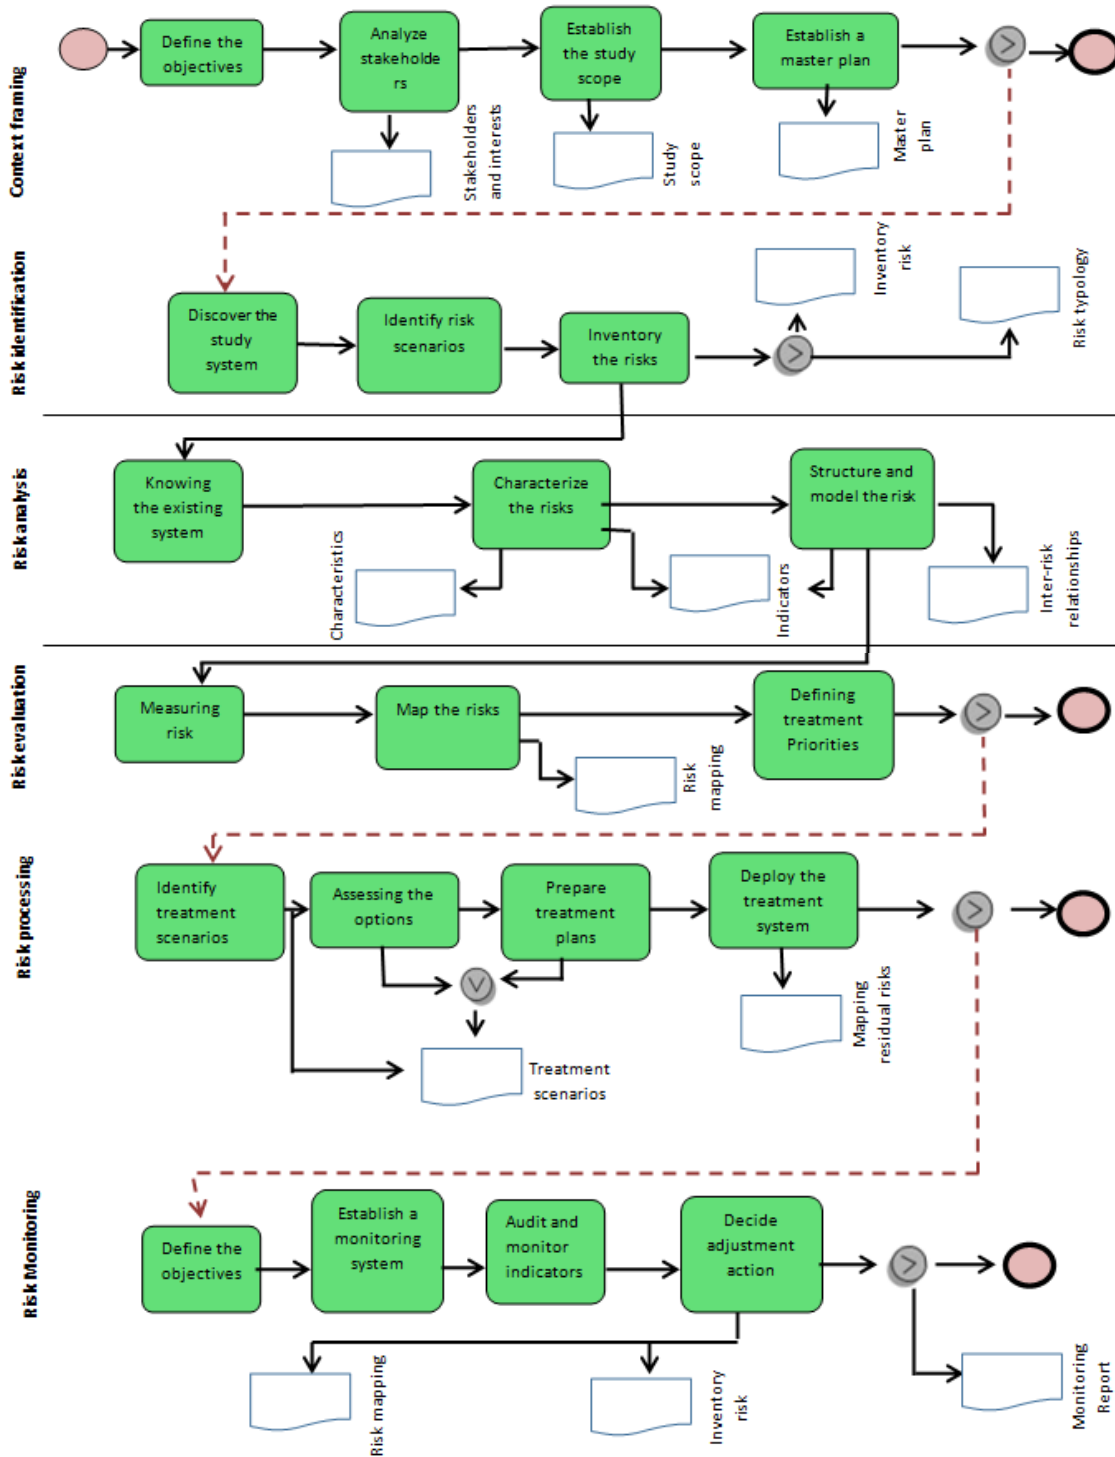 Context framing
Define the
objectives
Analyze
stakeholde
rs
Establish
the study
scope
Establish a
master plan
Stakeholders
and interests
Study
scope
Master
plan
Risk identification
Discover the
study
system
Identify risk
scenarios
Inventory
the risks
Inventory
risk
Risk typology
Risk analysis
Knowing
the existing
system
Characterize
the risks
Structure and
model the risk
Characteristics
Indicators
Inter-risk
relationships
Risk evaluation
Measuring
risk
Map the risks
Defining
treatment
Priorities
Risk
mapping
Risk processing
Identify
treatment
scenarios
Assessing the
options
Prepare
treatment
plans
Deploy the
treatment
system
Treatment
scenarios
Mapping
residual risks
Risk Monitoring
Define the
objectives
Establish a
monitoring
system
Audit and
monitor
indicators
Decide
adjustment
action
Risk mapping
Inventory
risk
Monitoring
Report